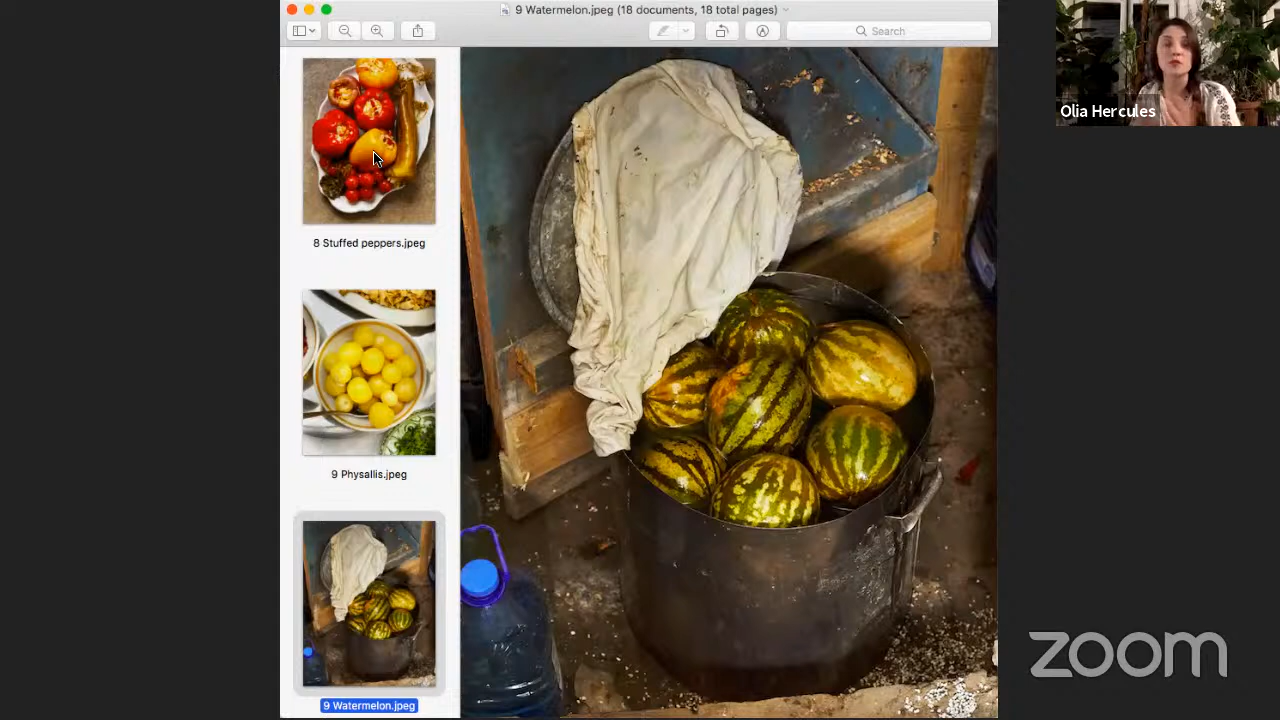 9 Watermelon.jpeg (18 documents, 18 total pages)
Search
8 Stuffed peppers.jpeg
9 Physallis.jpeg
9 Watermelon.jpeg
Olia Hercules
zoom